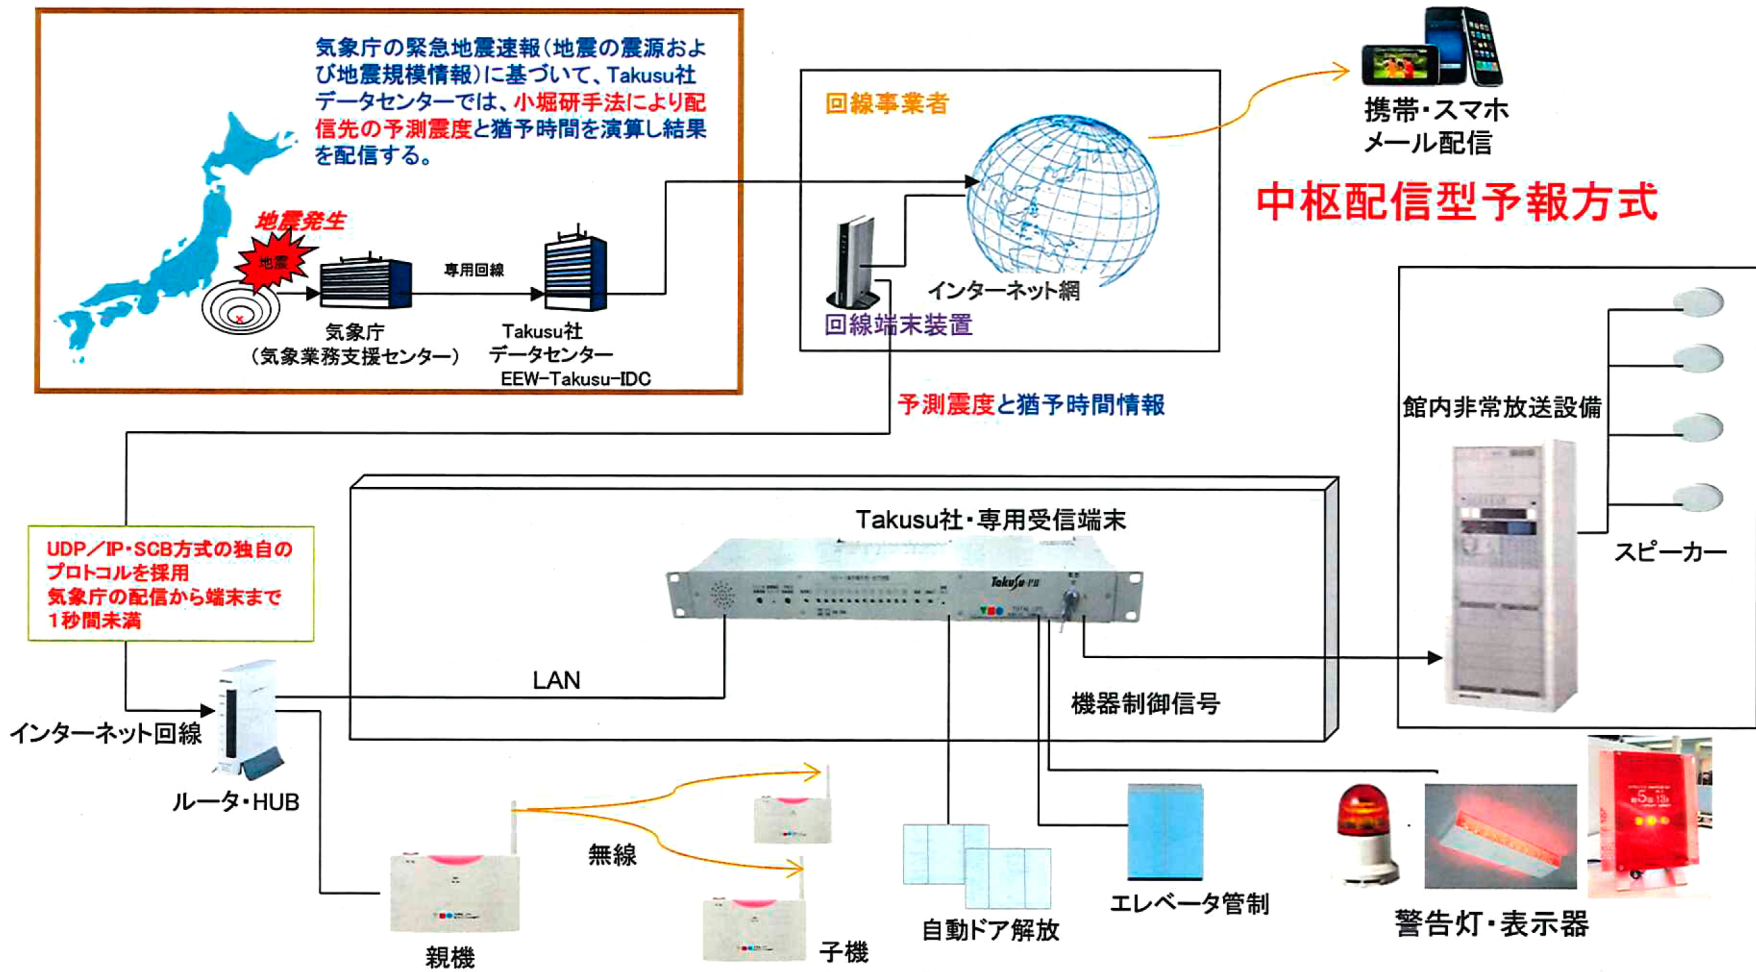 気象庁の緊急地震速報(地震の震源およ
び地震規模情報)に基づいて、Takusu社
データセンターでは、小堀研手法により配
信先の予測震度と猶予時間を演算し結果
を配信する。
地震発生
地震
専用回線
気象庁
(気象業務支援センター)
Takusu社
データセンター
EEW-Takusu-IDC
回線事業者
インターネット網
回線端末装置
携帯・スマホ
メール配信
中枢配信型予報方式
予測震度と猶予時間情報
館内非常放送設備
スピーカー
UDP/IP・SCB方式の独自の
プロトコルを採用
気象庁の配信から端末まで
1秒間未満
Takusu社・専用受信端末
Takusu
LAN
機器制御信号
インターネット回線
ルータ・HUB
無線
親機
子機
自動ドア解放
エレベータ管制
警告灯・表示器